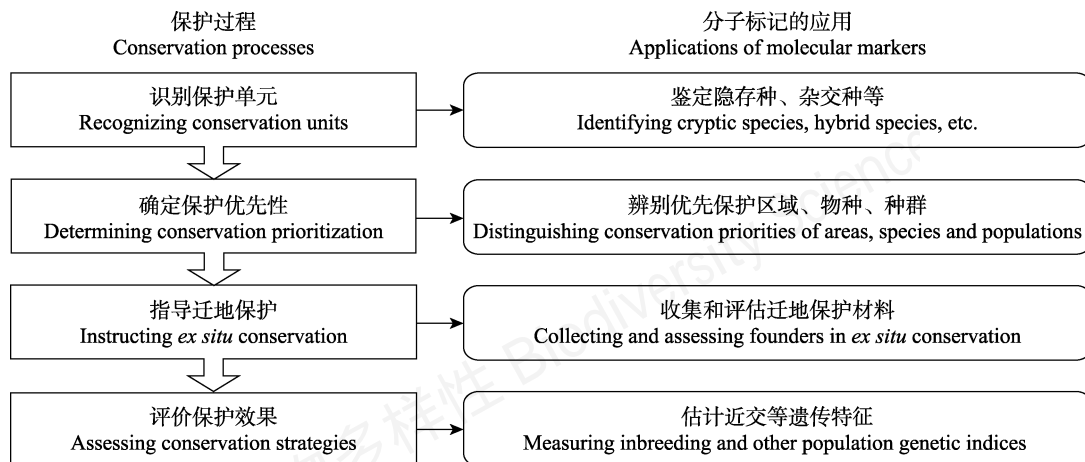 保护过程
Conservation processes
分子标记的应用
Applications of molecular markers
识别保护单元
Recognizing conservation units
鉴定隐存种、杂交种等
Identifying cryptic species, hybrid species, etc.
确定保护优先性
Determining conservation prioritization
辨别优先保护区域、物种、种群
Distinguishing conservation priorities of areas, species and populations
指导迁地保护
Instructing ex situ conservation
收集和评估迁地保护材料
Collecting and assessing founders in ex situ conservation
评价保护效果
Assessing conservation strategies
估计近交等遗传特征
Measuring inbreeding and other population genetic indices
多样性 Biodiversity Science